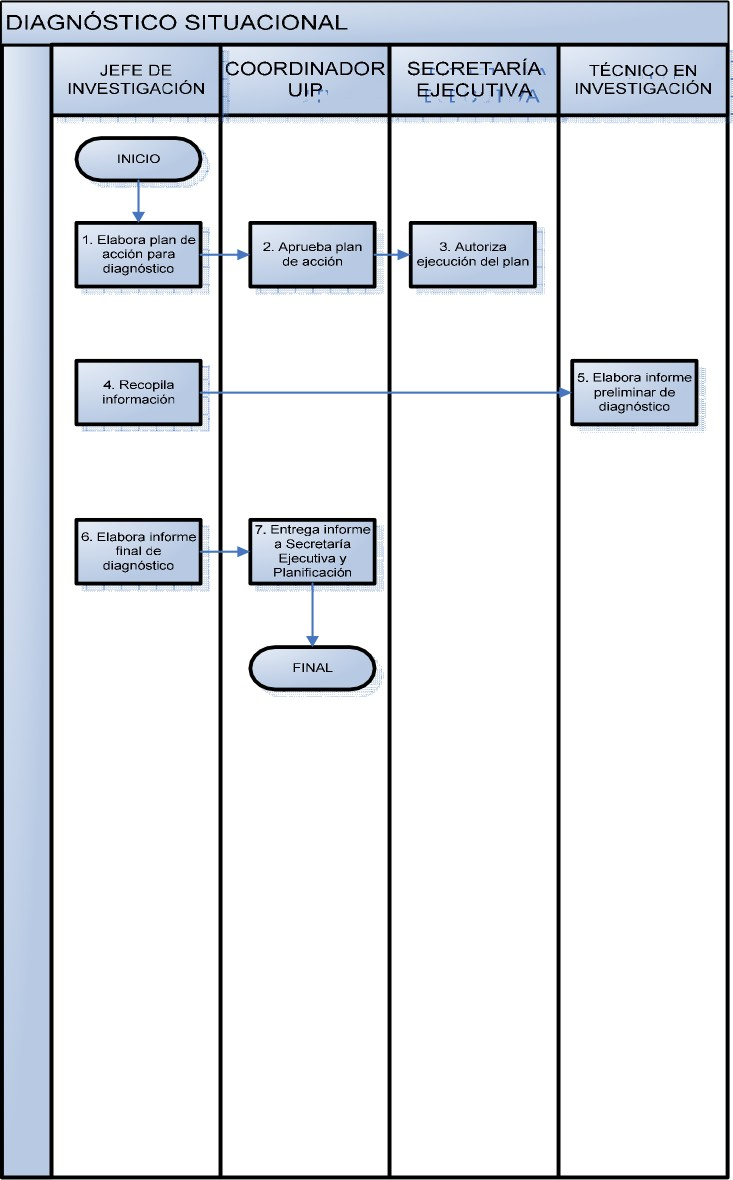 DIAGNÓSTICO SITUACIONAL
JEFE DE
INVESTIGACIÓN
COORDINADOR
UIP
SECRETARÍA
EJECUTIVA
TÉCNICO EN
INVESTIGACIÓN
INICIO
1. Elabora plan de
acción para
diagnóstico
2. Aprueba plan
de acción
3. Autoriza
ejecución del plan
4. Recopila
información
5. Elabora informe
preliminar de
diagnóstico
6. Elabora informe
final de
diagnóstico
7. Entrega informe
a Secretaría
Ejecutiva y
Planificación
FINAL